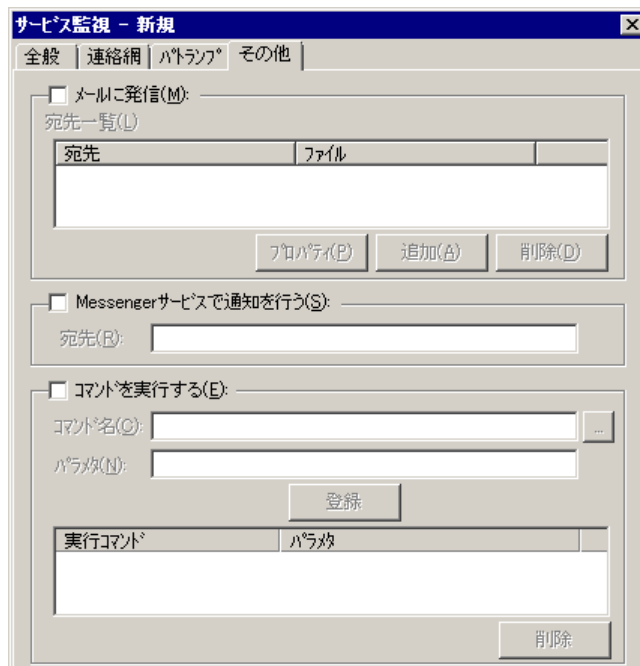 サービス監視 - 新規
全般 連絡網 パトランプ その他
メールに発信(M):
宛先一覧(L)
宛先 ファイル
プロパティ(P) 追加(A) 削除(D)
Messengerサービスで通知を行う(S):
宛先(R):
コマンドを実行する(E):
コマンド名(C): ...
パラメタ(N):
登録
実行コマンド パラメタ
削除